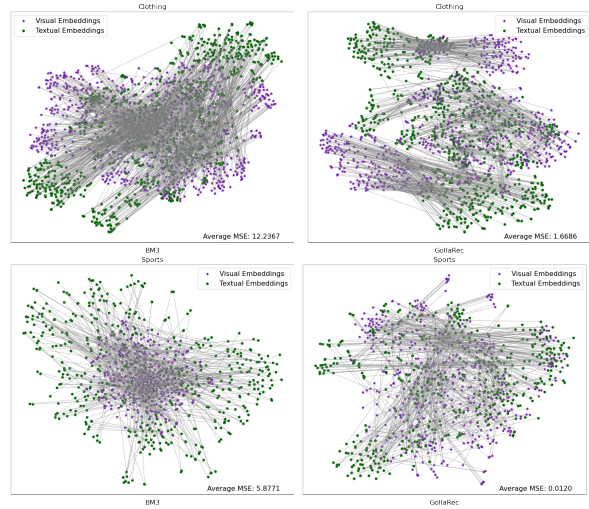 Clothing
Visual Embeddings
Textual Embeddings
Average MSE: 12.2367
BM3
Clothing
Visual Embeddings
Textual Embeddings
Average MSE: 1.6686
GollaRec
Sports
Visual Embeddings
Textual Embeddings
Average MSE: 5.8771
BM3
Sports
Visual Embeddings
Textual Embeddings
Average MSE: 0.0120
GollaRec